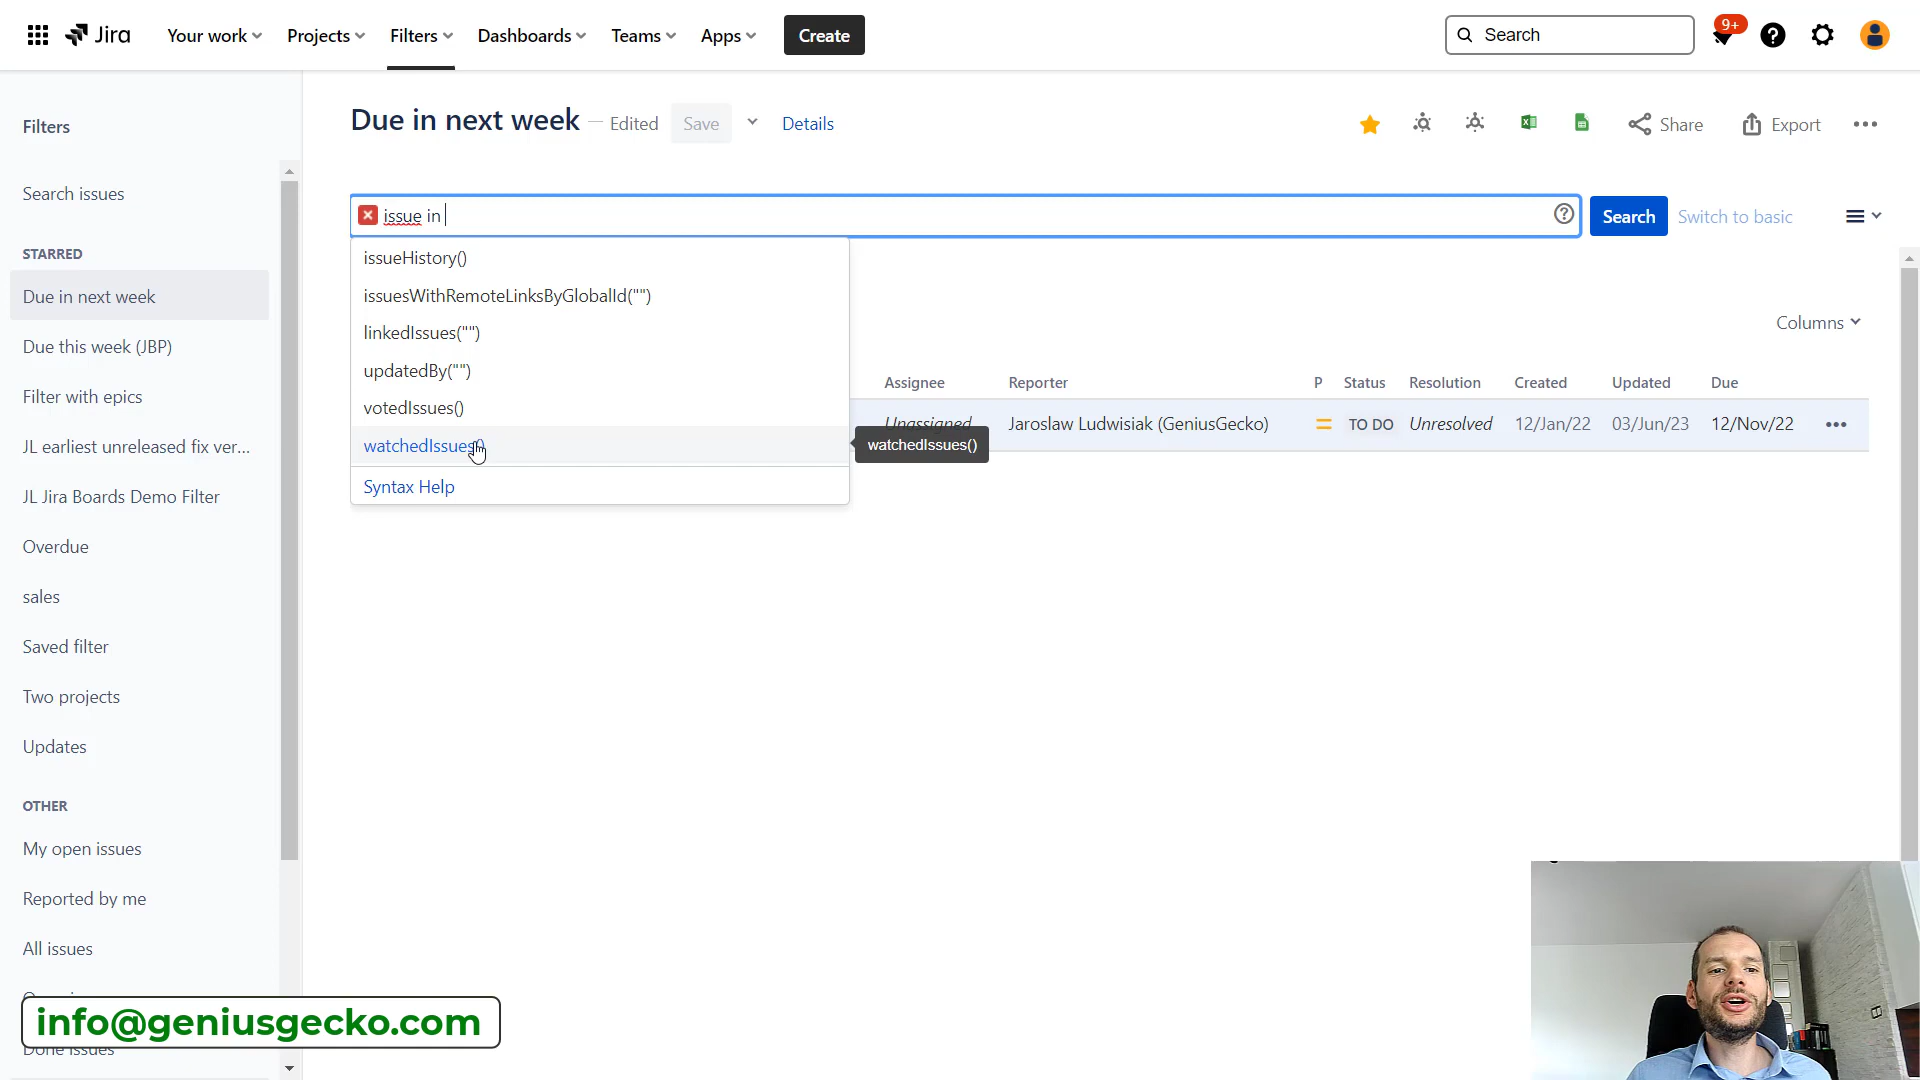 Jira
Your work
Projects
Filters
Dashboards
Teams
Apps
Create
Search
9+
Filters
Search issues
STARRED
Due in next week
Due this week (JBP)
Filter with epics
JL earliest unreleased fix ver...
JL Jira Boards Demo Filter
Overdue
sales
Saved filter
Two projects
Updates
OTHER
My open issues
Reported by me
All issues
Done issues
Due in next week
Edited
Save
Details
Share
Export
issue in
Search
Switch to basic
issueHistory()
issuesWithRemoteLinksByGlobalId("")
linkedIssues("")
updatedBy("")
votedIssues()
watchedIssues()
Syntax Help
watchedIssues()
Columns
Assignee Reporter P Status Resolution Created Updated Due
Unassigned Jaroslaw Ludwisiak (GeniusGecko) TO DO Unresolved 12/Jan/22 03/Jun/23 12/Nov/22
info@geniusgecko.com